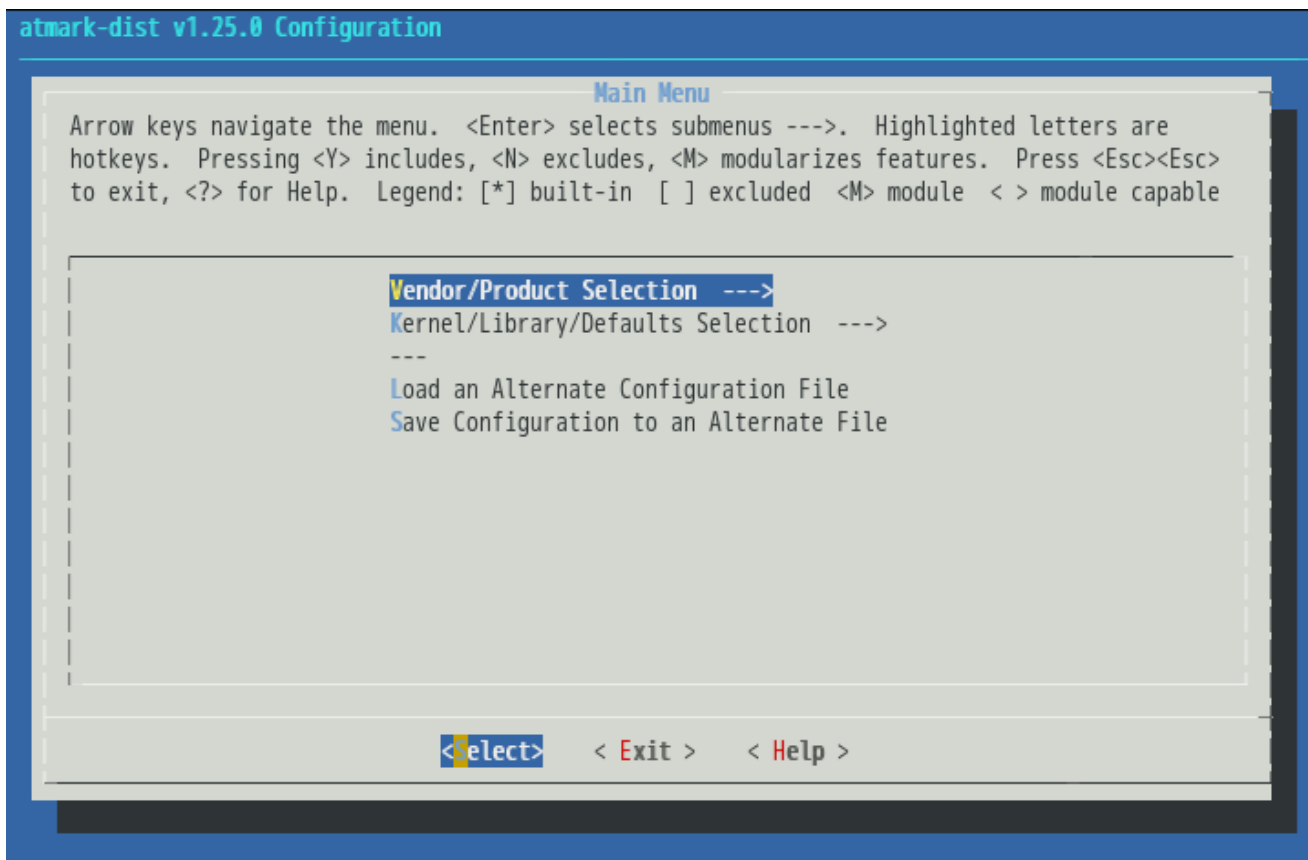 atmark-dist v1.25.0 Configuration
Main Menu
Arrow keys navigate the menu.  <Enter> selects submenus --->.  Highlighted letters are
hotkeys.  Pressing <Y> includes, <N> excludes, <M> modularizes features.  Press <Esc><Esc>
to exit, <?> for Help.  Legend: [*] built-in  [ ] excluded  <M> module  < > module capable
Vendor/Product Selection  --->
Kernel/Library/Defaults Selection  --->
---
Load an Alternate Configuration File
Save Configuration to an Alternate File
<Select>    < Exit >    < Help >